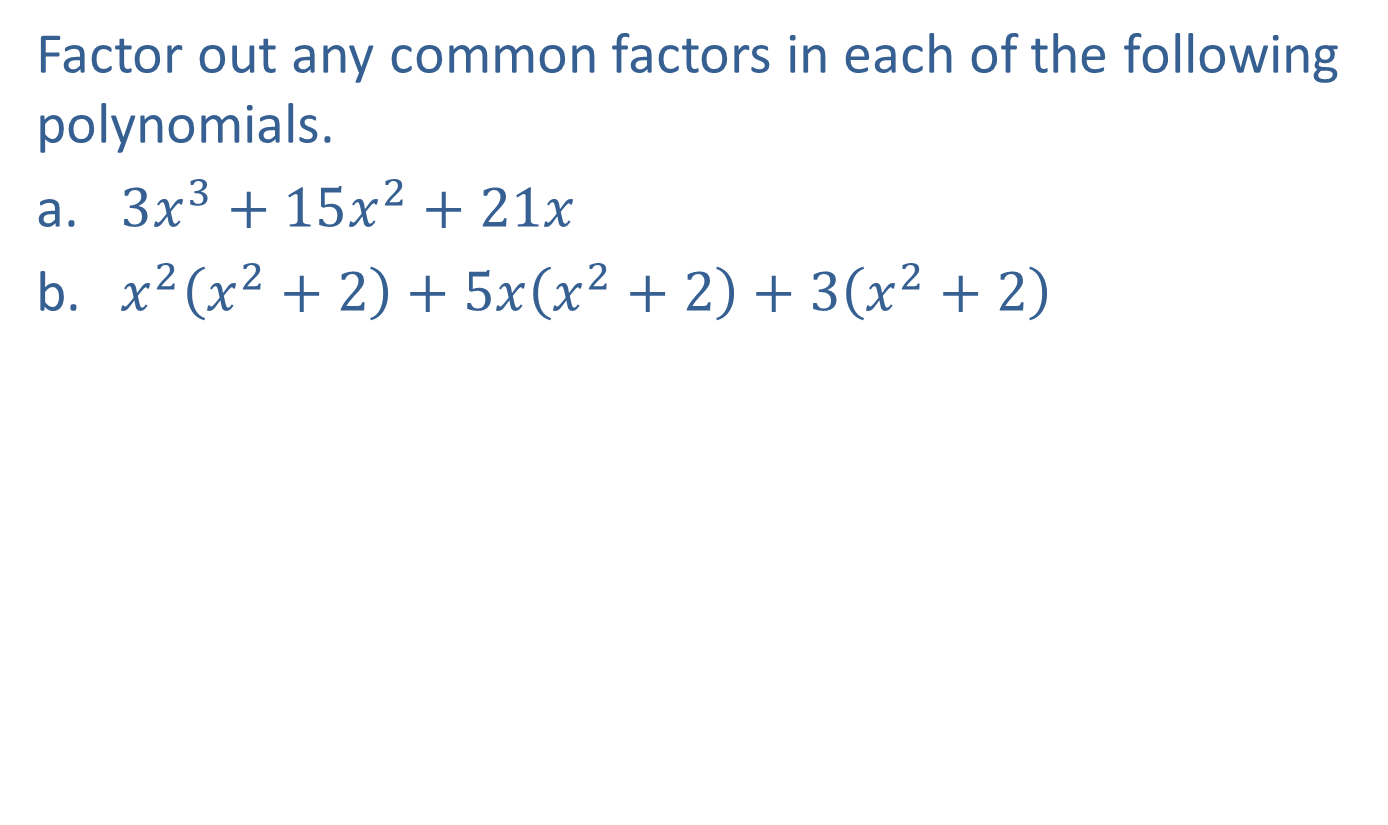 Factor out any common factors in each of the following
polynomials.
a. 3x³ + 15x² + 21x
b. x²(x² + 2) + 5x(x² + 2) + 3(x² + 2)